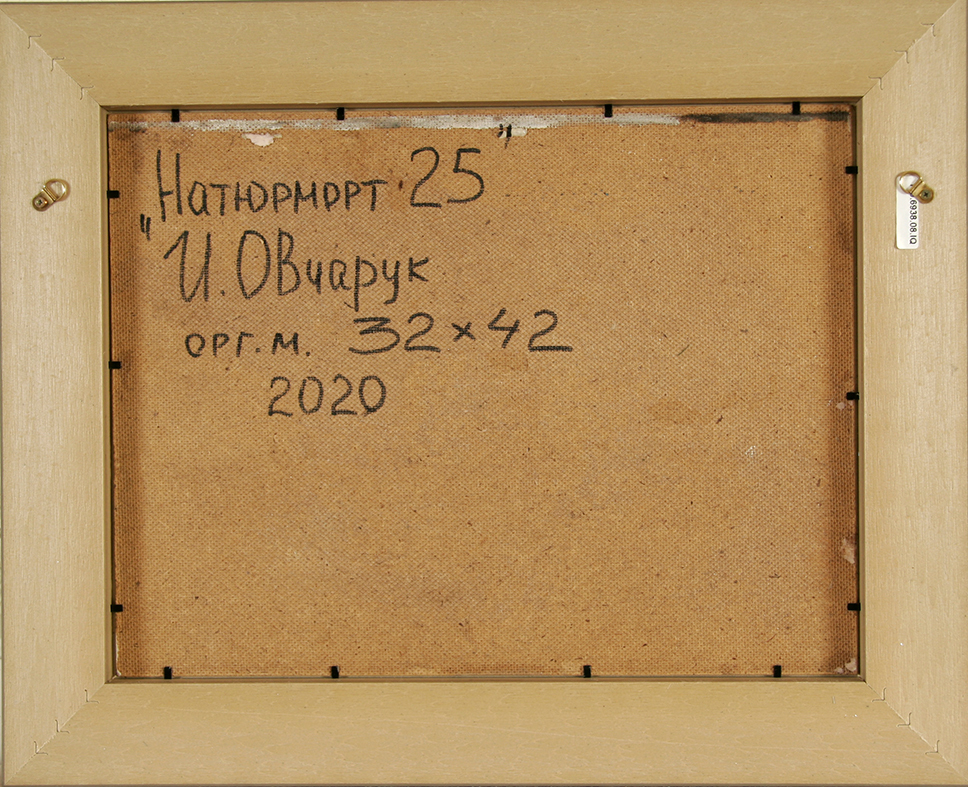 „Натюрморт 25"
И. Овчарук
орг. м. 32 x 42
2020
6938.08.IQ